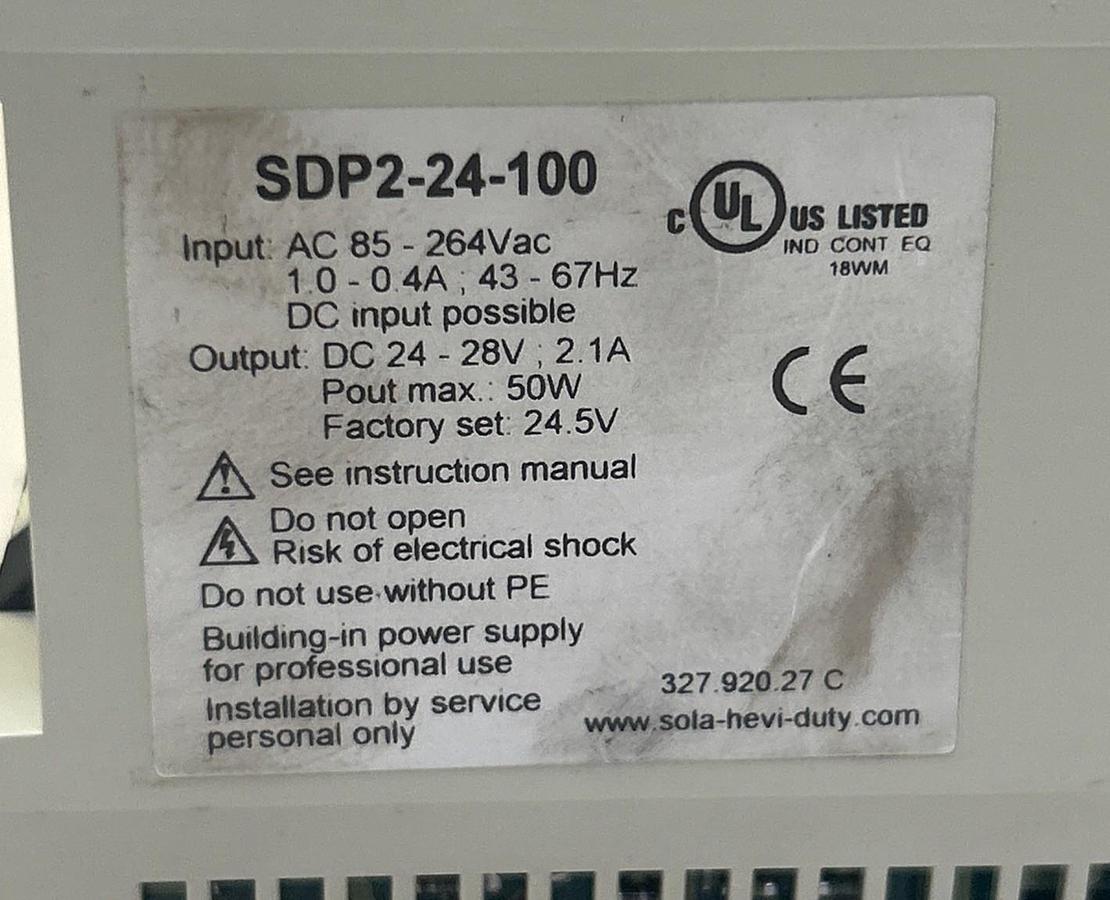 SDP2-24-100
Input: AC 85 - 264Vac
1.0 - 0.4A ; 43 - 67Hz
DC input possible
Output: DC 24 - 28V ; 2.1A
Pout max.: 50W
Factory set: 24.5V
C UL US LISTED
IND CONT EQ
18WM
CE
See instruction manual
Do not open
Risk of electrical shock
Do not use without PE
Building-in power supply
for professional use
Installation by service
personal only
327.920.27 C
www.sola-hevi-duty.com